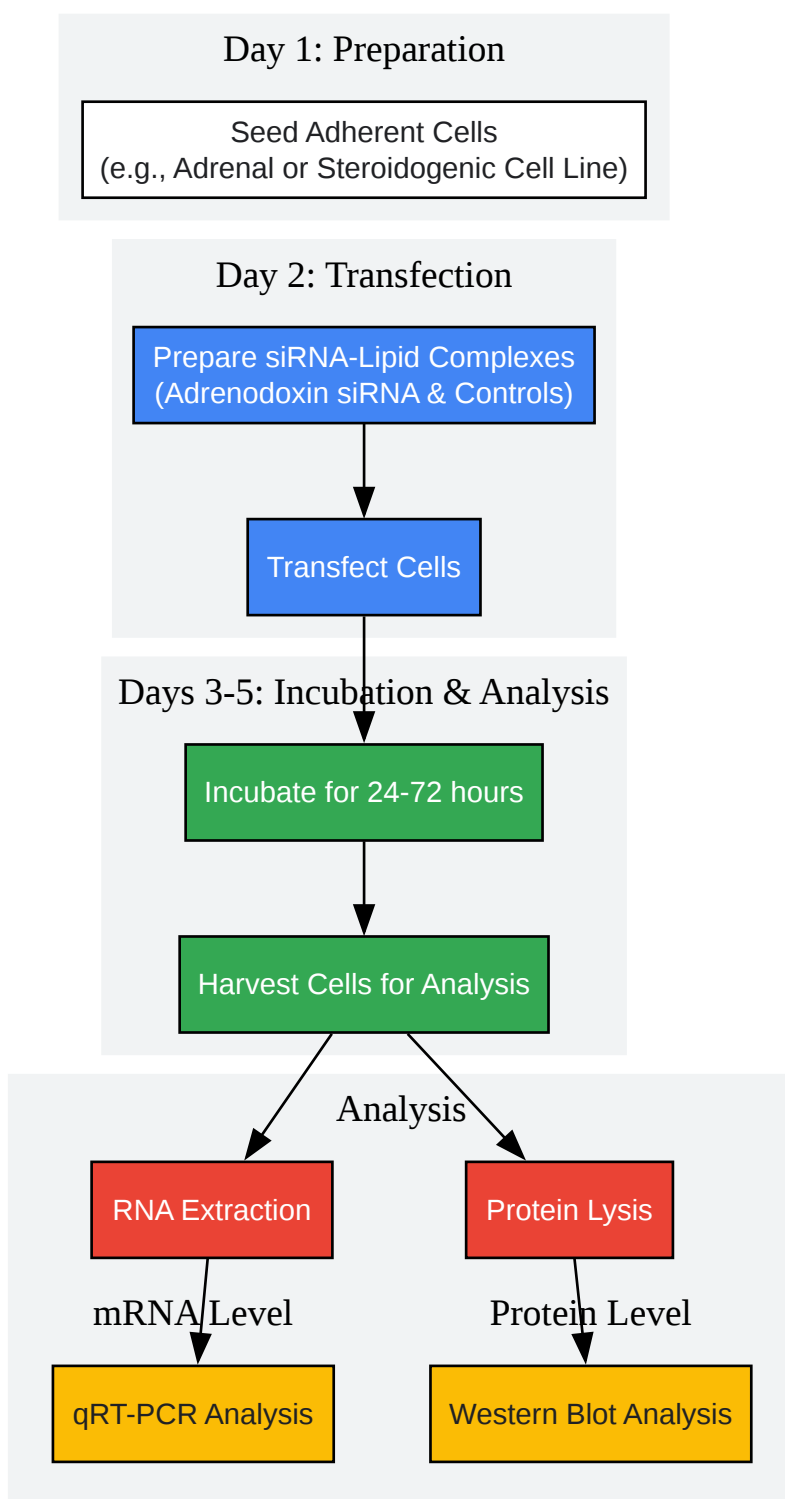 Day 1: Preparation
Seed Adherent Cells
(e.g., Adrenal or Steroidogenic Cell Line)
Day 2: Transfection
Prepare siRNA-Lipid Complexes
(Adrenodoxin siRNA & Controls)
Transfect Cells
Days 3-5: Incubation & Analysis
Incubate for 24-72 hours
Harvest Cells for Analysis
Analysis
RNA Extraction
Protein Lysis
mRNA Level
Protein Level
qRT-PCR Analysis
Western Blot Analysis